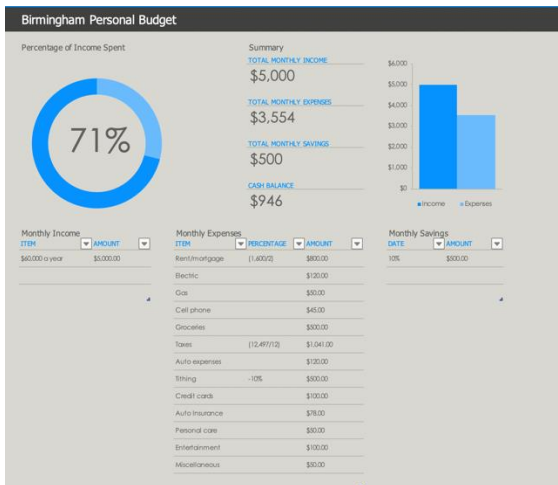 Birmingham Personal Budget
Percentage of Income Spent
71%
Summary
TOTAL MONTHLY INCOME
$5,000
TOTAL MONTHLY EXPENSES
$3,554
TOTAL MONTHLY SAVINGS
$500
CASH BALANCE
$946
$6,000
$5,000
$4,000
$3,000
$2,000
$1,000
$0
Income Expenses
Monthly Income
ITEM AMOUNT
$60,000 a year $5,000.00
Monthly Expenses
ITEM PERCENTAGE AMOUNT
Rent/mortgage (1,600/2) $800.00
Electric $120.00
Gas $50.00
Cell phone $45.00
Groceries $500.00
Taxes (12,497/12) $1,041.00
Auto expenses $120.00
Tithing -10% $500.00
Credit cards $100.00
Auto Insurance $78.00
Personal care $50.00
Entertainment $100.00
Miscellaneous $50.00
Monthly Savings
DATE AMOUNT
10% $500.00